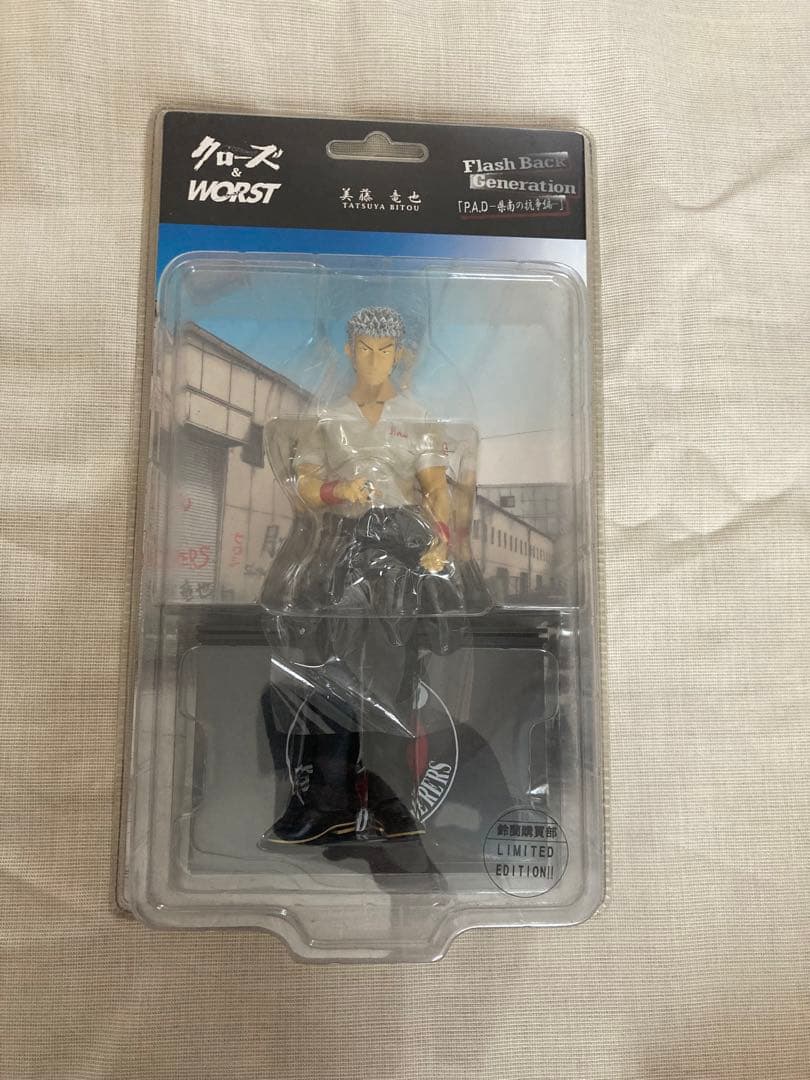 クローズ
&
WORST
美藤 竜也
TATSUYA BITOU
Flash Back
Generation
「P.A.D－県南の抗争編－」
ERERS
鈴蘭購買部
LIMITED
EDITION!!